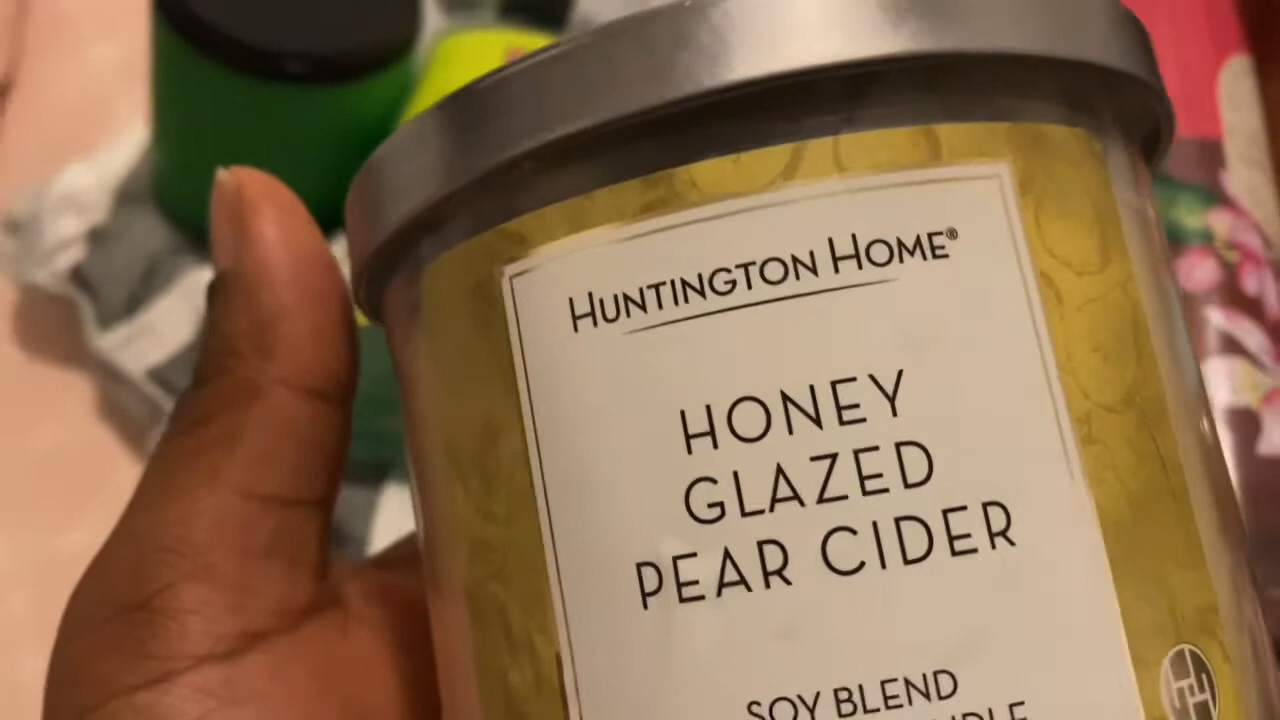 HUNTINGTON HOME®
HONEY
GLAZED
PEAR CIDER
SOY BLEND